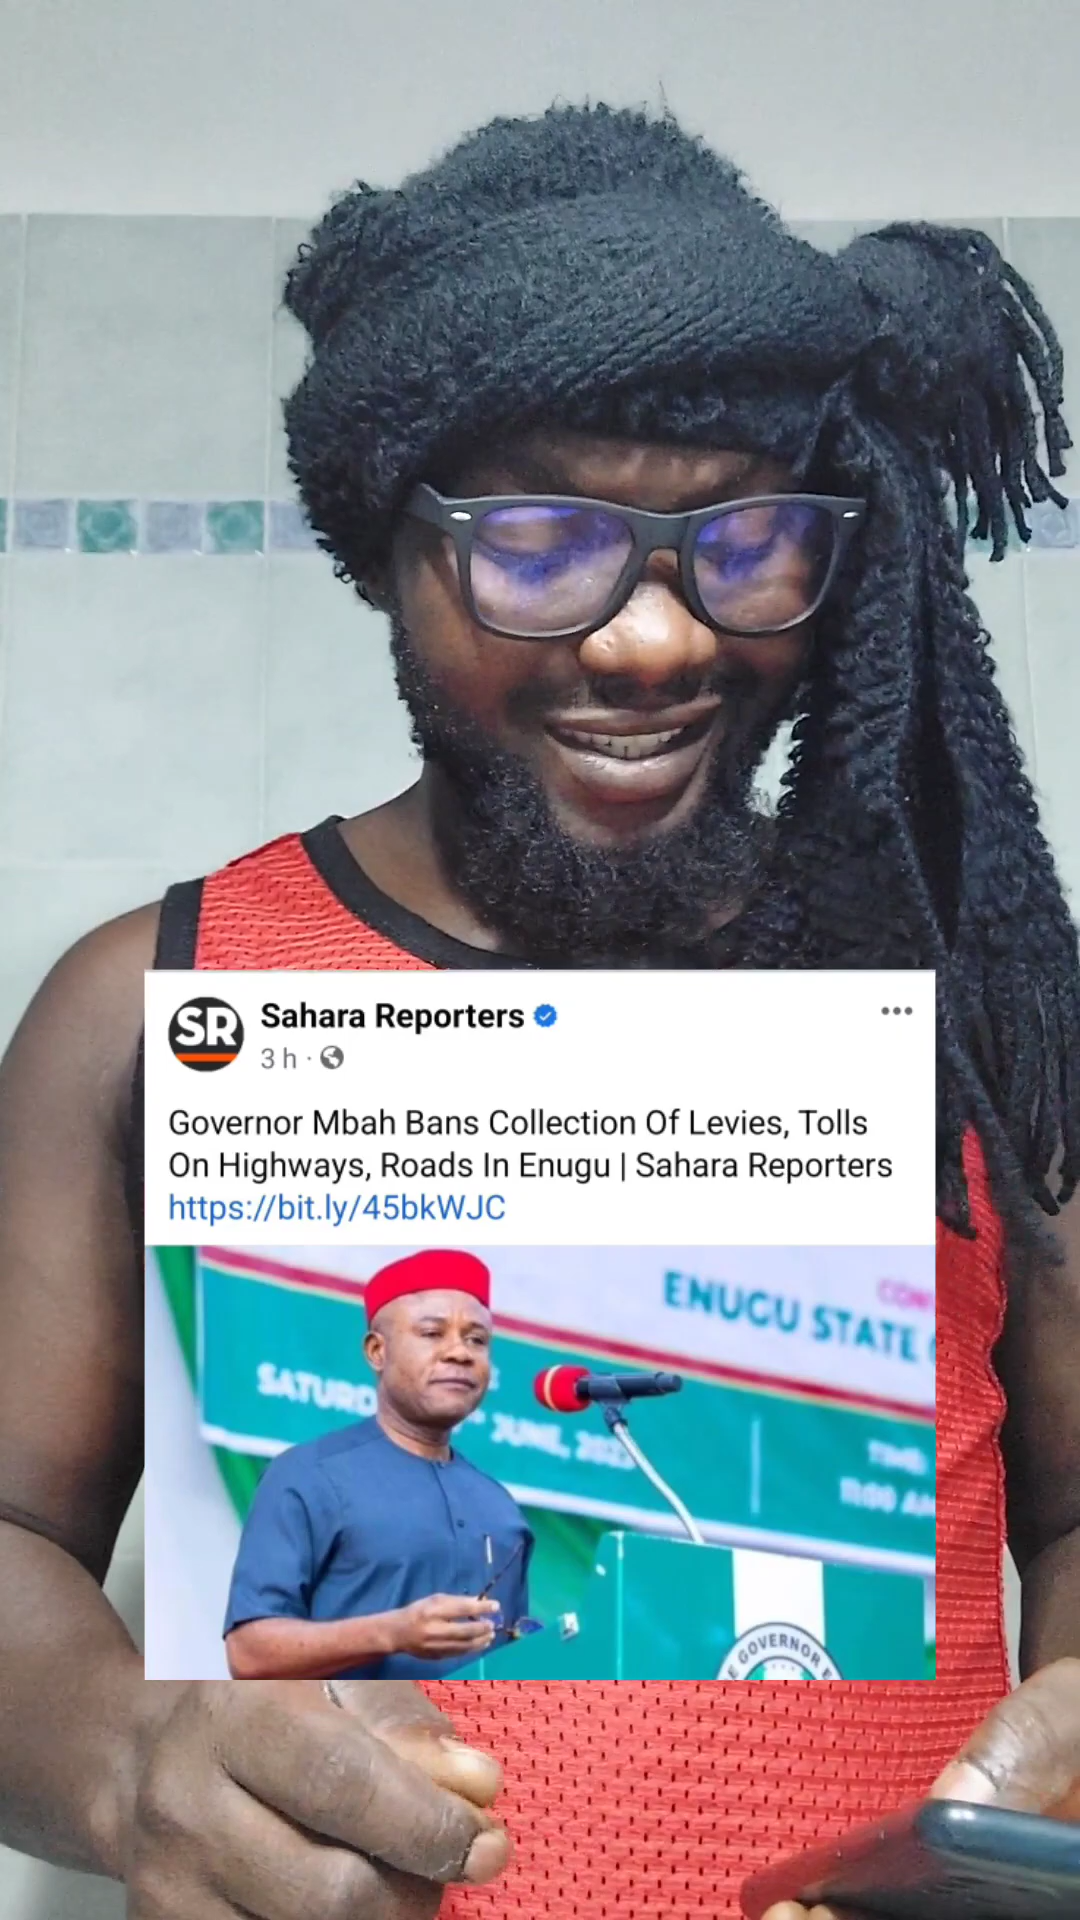 SR
Sahara Reporters
3 h
Governor Mbah Bans Collection Of Levies, Tolls
On Highways, Roads In Enugu | Sahara Reporters
https://bit.ly/45bkWJC
ENUGU STATE
JUNE,
GOVERNOR